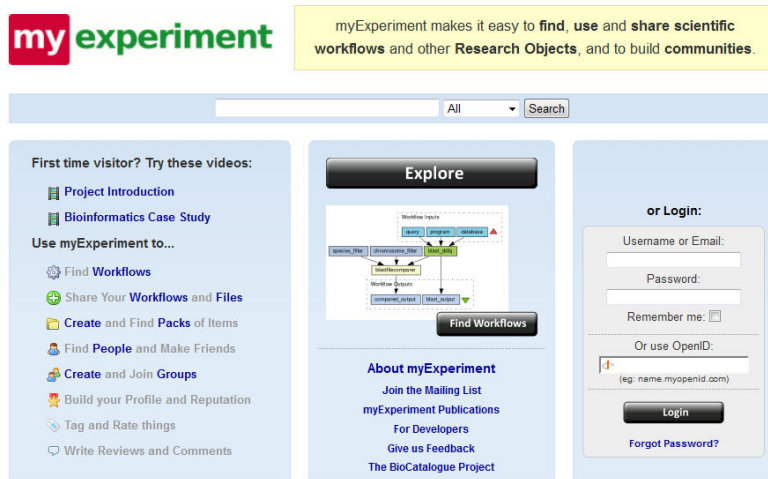 my experiment
myExperiment makes it easy to find, use and share scientific
workflows and other Research Objects, and to build communities.
All
Search
First time visitor? Try these videos:
Project Introduction
Bioinformatics Case Study
Use myExperiment to...
Find Workflows
Share Your Workflows and Files
Create and Find Packs of Items
Find People and Make Friends
Create and Join Groups
Build your Profile and Reputation
Tag and Rate things
Write Reviews and Comments
Explore
Workflow Inputs
query program database
species_filter chromosome_filter blast_ddbj
blastfilecomparer
Workflow Outputs
compared_output blast_output
Find Workflows
About myExperiment
Join the Mailing List
myExperiment Publications
For Developers
Give us Feedback
The BioCatalogue Project
or Login:
Username or Email:
Password:
Remember me:
Or use OpenID:
(eg: name.myopenid.com)
Login
Forgot Password?